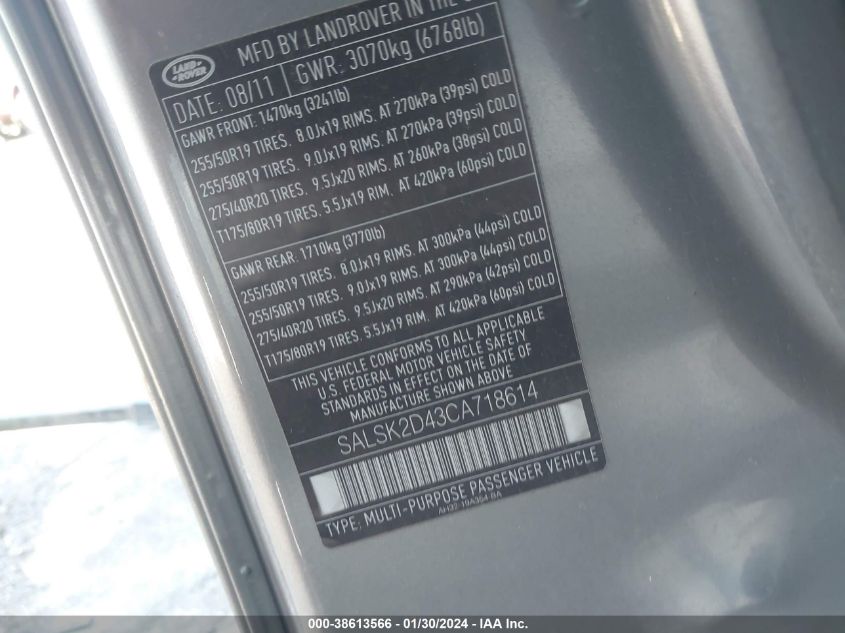 LAND ROVER
MFD BY LANDROVER IN THE
DATE: 08/11 GWR: 3070kg (6768lb)
GAWR FRONT: 1470kg (3241lb)
255/50R19 TIRES. 8.0Jx19 RIMS. AT 270kPa (39psi) COLD
255/50R19 TIRES. 9.0Jx19 RIMS. AT 270kPa (39psi) COLD
275/40R20 TIRES. 9.5Jx20 RIMS. AT 260kPa (38psi) COLD
T175/80R19 TIRES. 5.5Jx19 RIM. AT 420kPa (60psi) COLD
GAWR REAR: 1710kg (3770lb)
255/50R19 TIRES. 8.0Jx19 RIMS. AT 300kPa (44psi) COLD
255/50R19 TIRES. 9.0Jx19 RIMS. AT 300kPa (44psi) COLD
275/40R20 TIRES. 9.5Jx20 RIMS. AT 290kPa (42psi) COLD
T175/80R19 TIRES. 5.5Jx19 RIM. AT 420kPa (60psi) COLD
THIS VEHICLE CONFORMS TO ALL APPLICABLE
U.S. FEDERAL MOTOR VEHICLE SAFETY
STANDARDS IN EFFECT ON THE DATE OF
MANUFACTURE SHOWN ABOVE
SALSK2D43CA718614
TYPE: MULTI-PURPOSE PASSENGER VEHICLE
000-38613566 - 01/30/2024 - IAA Inc.